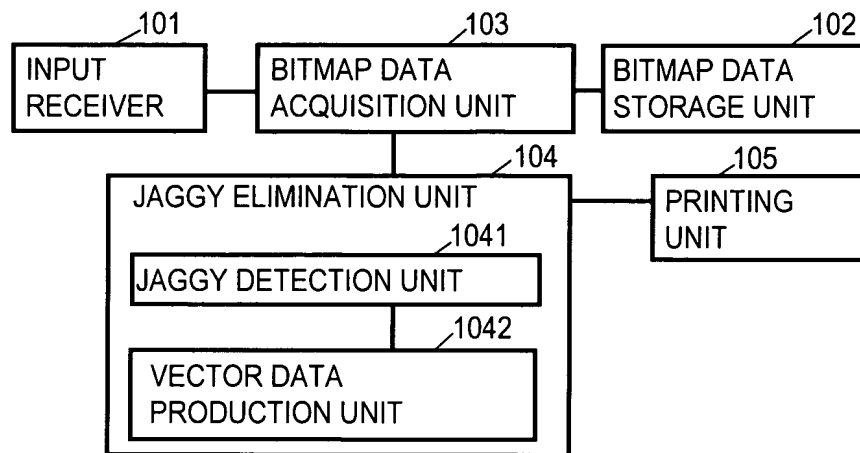 101
103
102
INPUT
RECEIVER
BITMAP DATA
ACQUISITION UNIT
BITMAP DATA
STORAGE UNIT
104
105
JAGGY ELIMINATION UNIT
PRINTING
UNIT
1041
JAGGY DETECTION UNIT
1042
VECTOR DATA
PRODUCTION UNIT